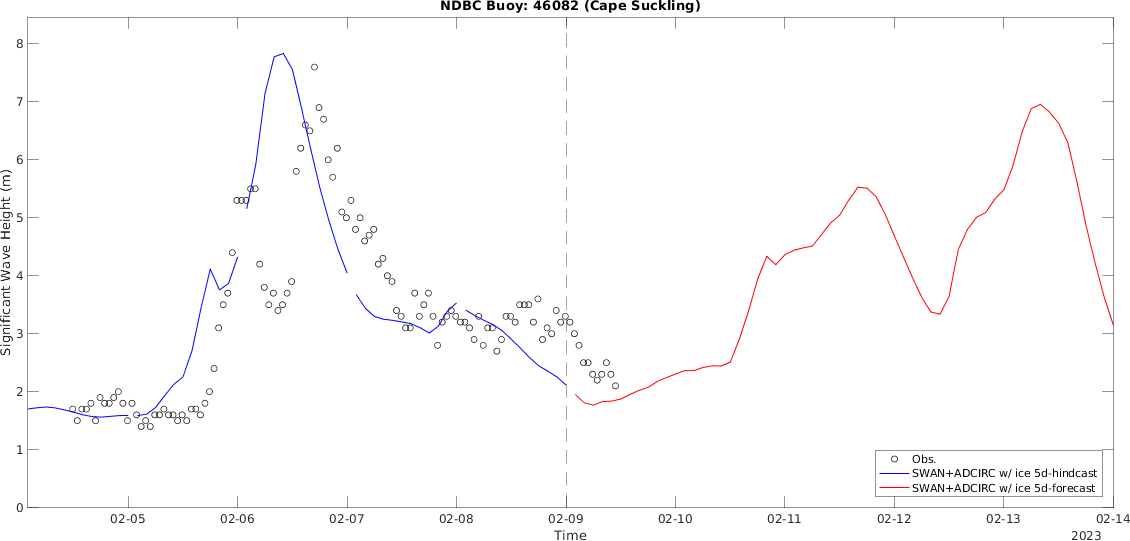 NDBC Buoy: 46082 (Cape Suckling)
8
7
6
5
4
3
2
1
0
Significant Wave Height (m)
Obs.
SWAN+ADCIRC w/ ice 5d-hindcast
SWAN+ADCIRC w/ ice 5d-forecast
02-05 02-06 02-07 02-08 02-09 02-10 02-11 02-12 02-13 02-14
Time
2023